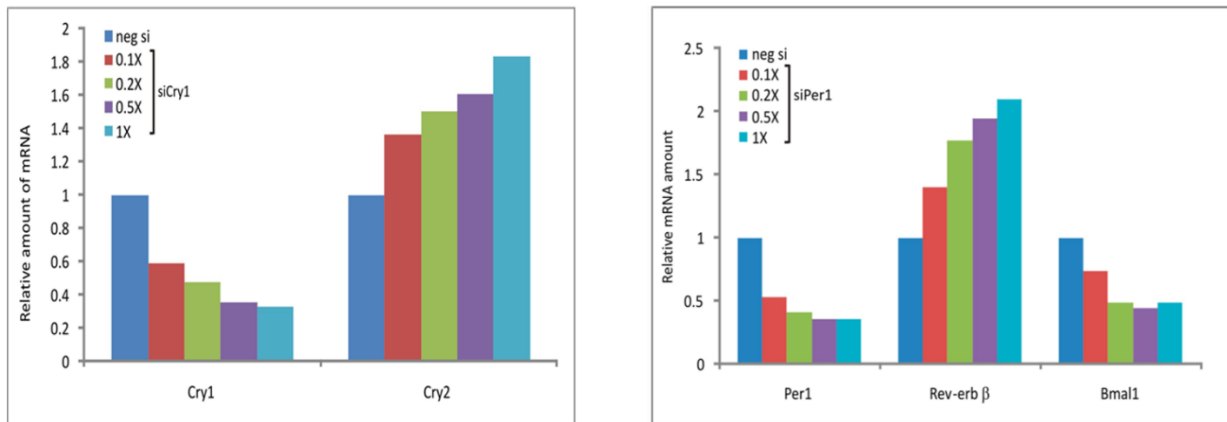 2
1.8
1.6
1.4
1.2
1
0.8
0.6
0.4
0.2
0
Relative amount of mRNA
neg si
0.1X
0.2X
0.5X
1X
siCry1
Cry1 Cry2
2.5
2
1.5
1
0.5
0
Relative mRNA amount
neg si
0.1X
0.2X
0.5X
1X
siPer1
Per1 Rev-erb β Bmal1